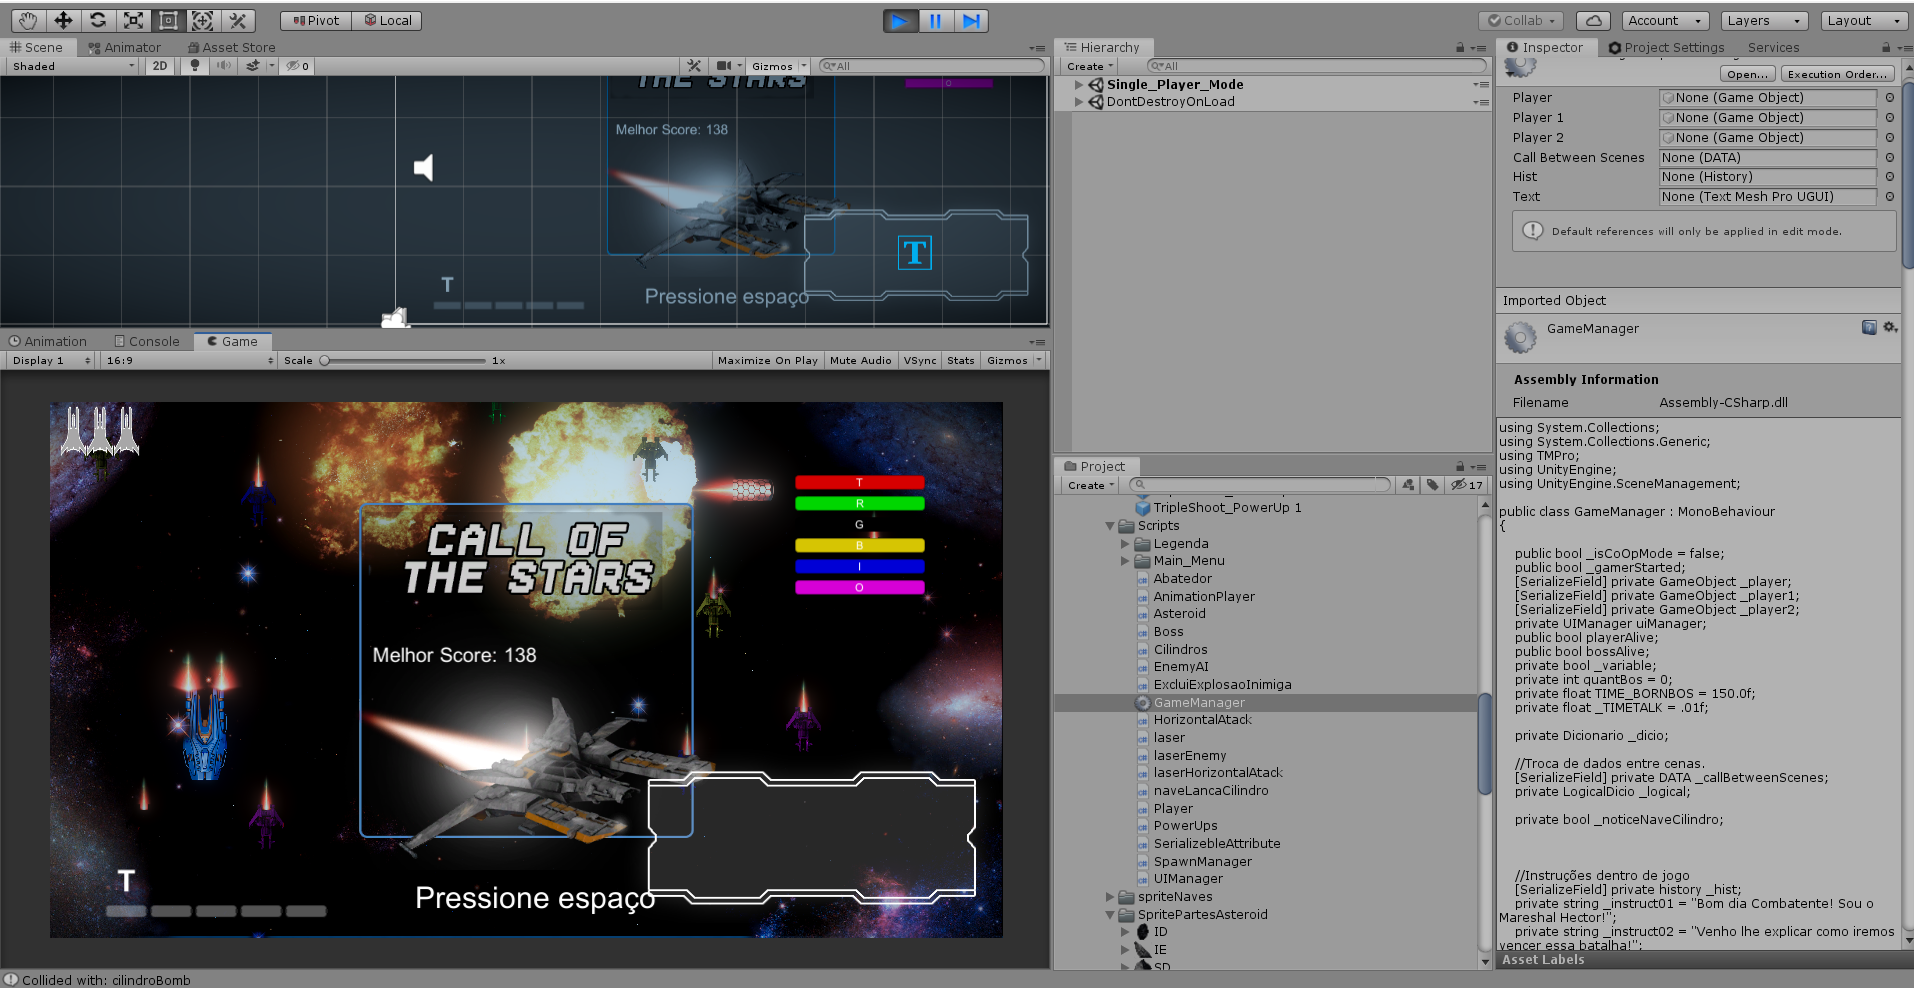 Pivot Local Collab Account Layers Layout
Scene Animator Asset Store
Shaded 2D 0 Gizmos All
THE STARS
0
Melhor Score: 138
T
T
Pressione espaço
Animation Console Game
Display 1 16:9 Scale 1x Maximize On Play Mute Audio VSync Stats Gizmos
T
R
G
B
I
O
CALL OF
THE STARS
Melhor Score: 138
T
Pressione espaço
Collided with: cilindroBomb
Hierarchy
Create All
Single_Player_Mode
DontDestroyOnLoad
Project
Create 17
TripleShoot_PowerUp 1
Scripts
Legenda
Main_Menu
Abatedor
AnimationPlayer
Asteroid
Boss
Cilindros
EnemyAI
ExcluiExplosaoInimiga
GameManager
HorizontalAtack
laser
laserEnemy
laserHorizontalAtack
naveLancaCilindro
Player
PowerUps
SerializebleAttribute
SpawnManager
UIManager
spriteNaves
SpritePartesAsteroid
ID
IE
SD
Inspector Project Settings Services
Open... Execution Order...
Player None (Game Object)
Player 1 None (Game Object)
Player 2 None (Game Object)
Call Between Scenes None (DATA)
Hist None (History)
Text None (Text Mesh Pro UGUI)
Default references will only be applied in edit mode.
Imported Object
GameManager
Assembly Information
Filename Assembly-CSharp.dll
using System.Collections;
using System.Collections.Generic;
using TMPro;
using UnityEngine;
using UnityEngine.SceneManagement;
public class GameManager : MonoBehaviour
{
public bool _isCoOpMode = false;
public bool _gamerStarted;
[SerializeField] private GameObject _player;
[SerializeField] private GameObject _player1;
[SerializeField] private GameObject _player2;
private UIManager uiManager;
public bool playerAlive;
public bool bossAlive;
private bool _variable;
private int quantBos = 0;
private float TIME_BORNBOS = 150.0f;
private float _TIMETALK = .01f;
private Dicionario _dicio;
//Troca de dados entre cenas.
[SerializeField] private DATA _callBetweenScenes;
private LogicalDicio _logical;
private bool _noticeNaveCilindro;
//Instruções dentro de jogo
[SerializeField] private history _hist;
private string _instruct01 = "Bom dia Combatente! Sou o
Mareshal Hector!";
private string _instruct02 = "Venho lhe explicar como iremos
vencer essa batalha!";
Asset Labels